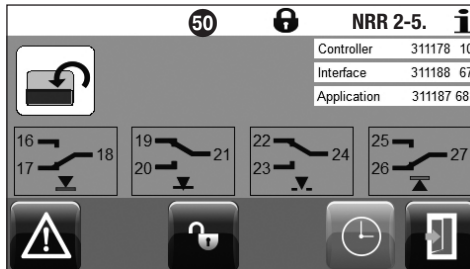 50 NRR 2-5. i
Controller 311178 10
Interface 311188 67
Application 311187 68
16 17 18 19 20 21 22 23 24 25 26 27